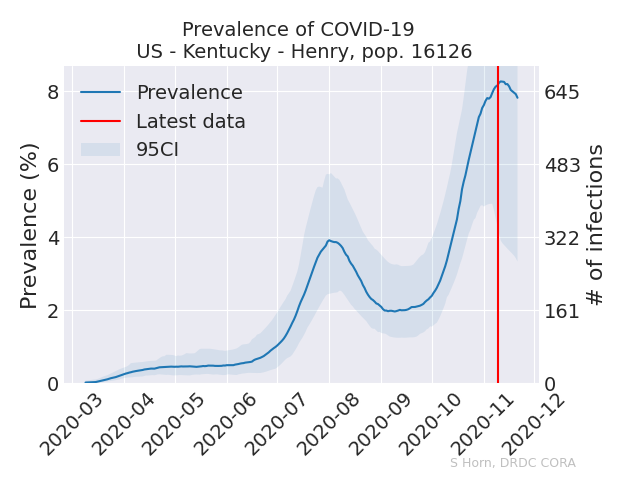 Prevalence of COVID-19
US - Kentucky - Henry, pop. 16126
Prevalence
Latest data
95CI
Prevalence (%)
8
6
4
2
0
645
483
322
161
0
# of infections
2020-03
2020-04
2020-05
2020-06
2020-07
2020-08
2020-09
2020-10
2020-11
2020-12
S Horn, DRDC CORA